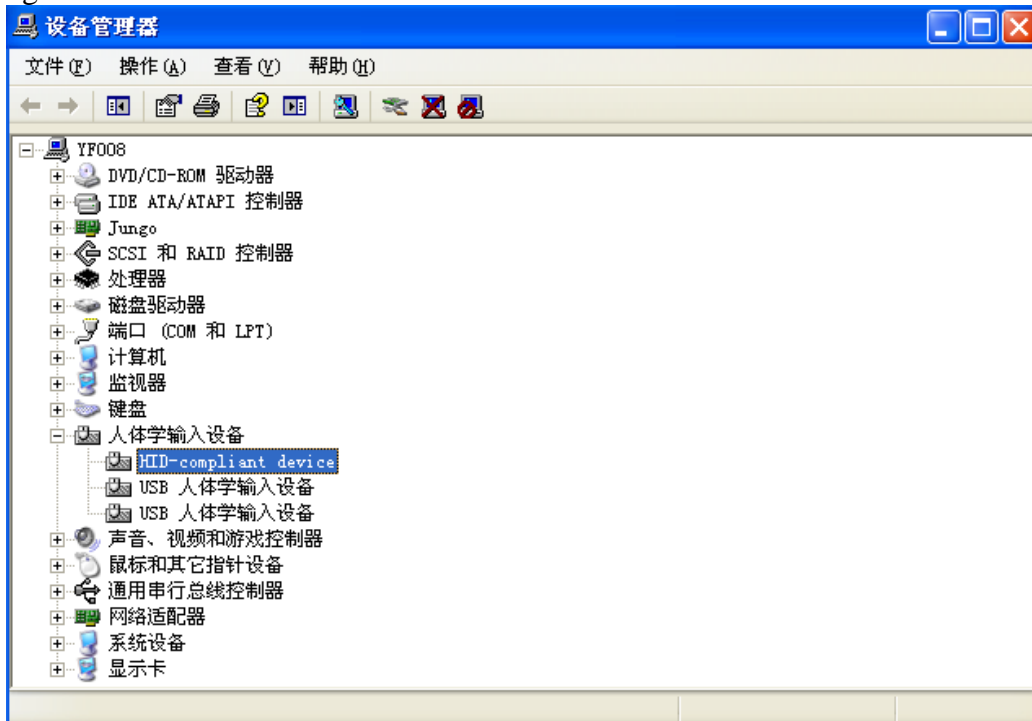 设备管理器
文件(F) 操作(A) 查看(V) 帮助(H)
YF008
DVD/CD-ROM 驱动器
IDE ATA/ATAPI 控制器
Jungo
SCSI 和 RAID 控制器
处理器
磁盘驱动器
端口 (COM 和 LPT)
计算机
监视器
键盘
人体学输入设备
HID-compliant device
USB 人体学输入设备
USB 人体学输入设备
声音、视频和游戏控制器
鼠标和其它指针设备
通用串行总线控制器
网络适配器
系统设备
显示卡